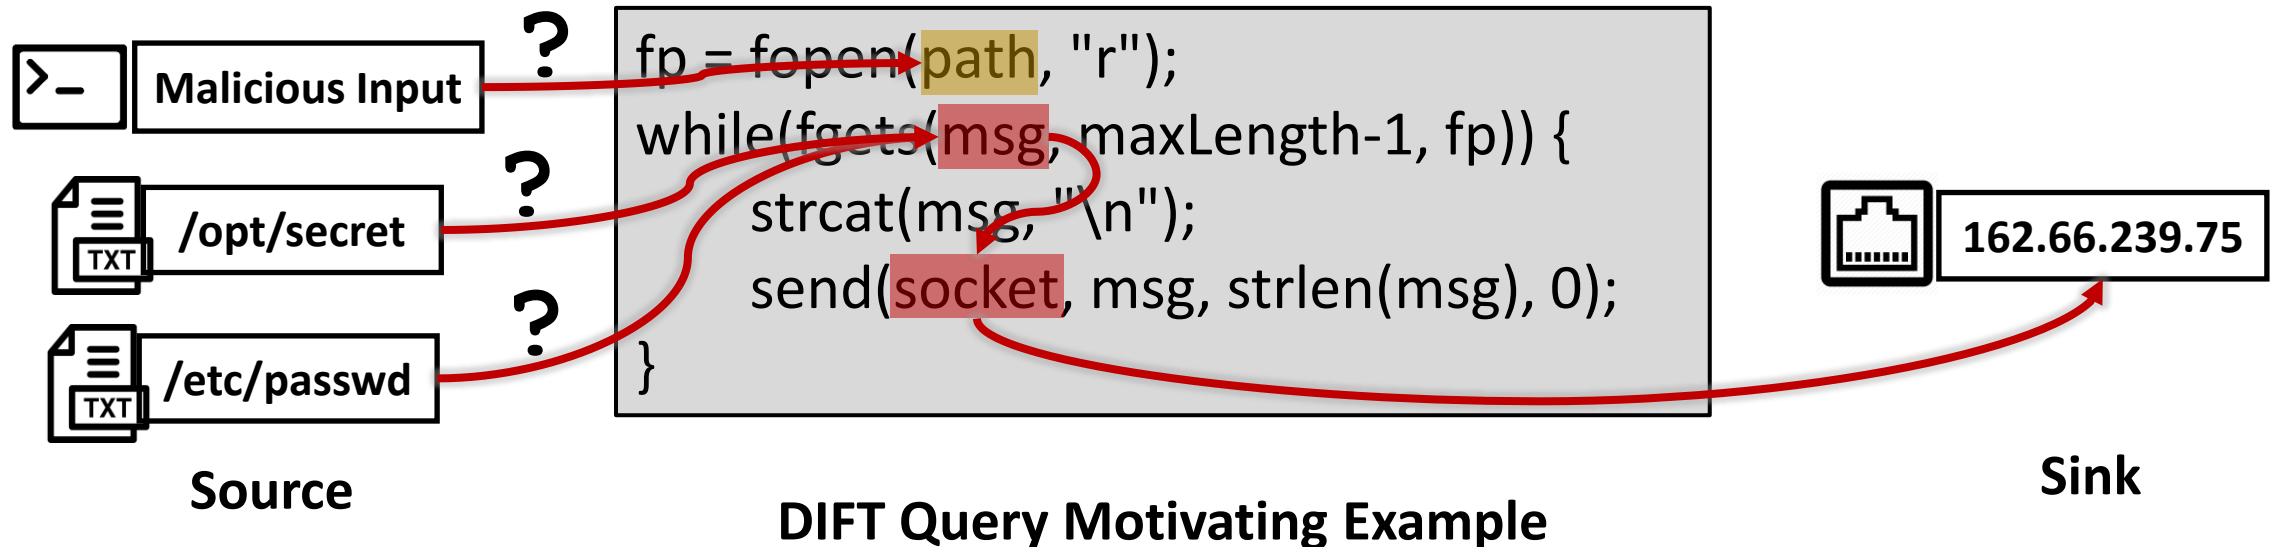 >_ Malicious Input ?
/opt/secret ?
TXT
/etc/passwd ?
TXT
Source
fp = fopen(path, "r");
while(fgets(msg, maxLength-1, fp)) {
strcat(msg, "\n");
send(socket, msg, strlen(msg), 0);
}
162.66.239.75
Sink
DIFT Query Motivating Example